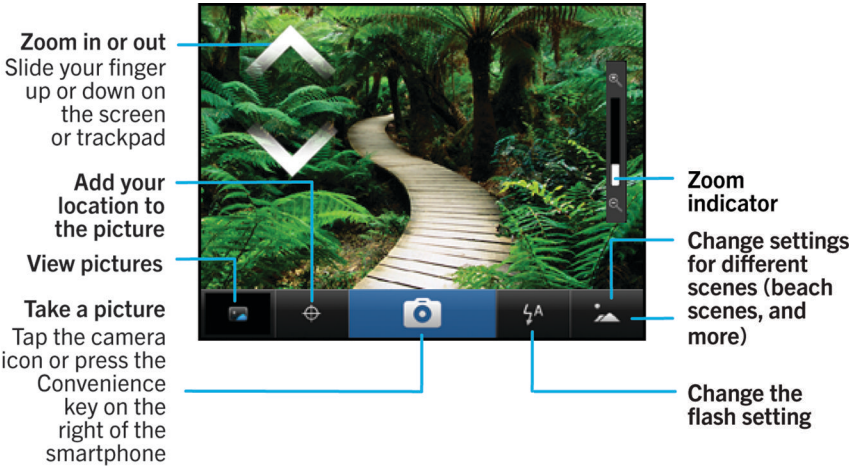 Zoom in or out
Slide your finger
up or down on
the screen
or trackpad
Add your
location to
the picture
View pictures
Take a picture
Tap the camera
icon or press the
Convenience
key on the
right of the
smartphone
A
Zoom
indicator
Change settings
for different
scenes (beach
scenes, and
more)
Change the
flash setting